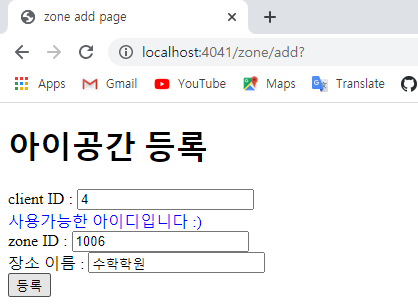 zone add page
localhost:4041/zone/add?
Apps Gmail YouTube Maps Translate
아이공간 등록
client ID : 4
사용가능한 아이디입니다 :)
zone ID : 1006
장소 이름 : 수학학원
등록